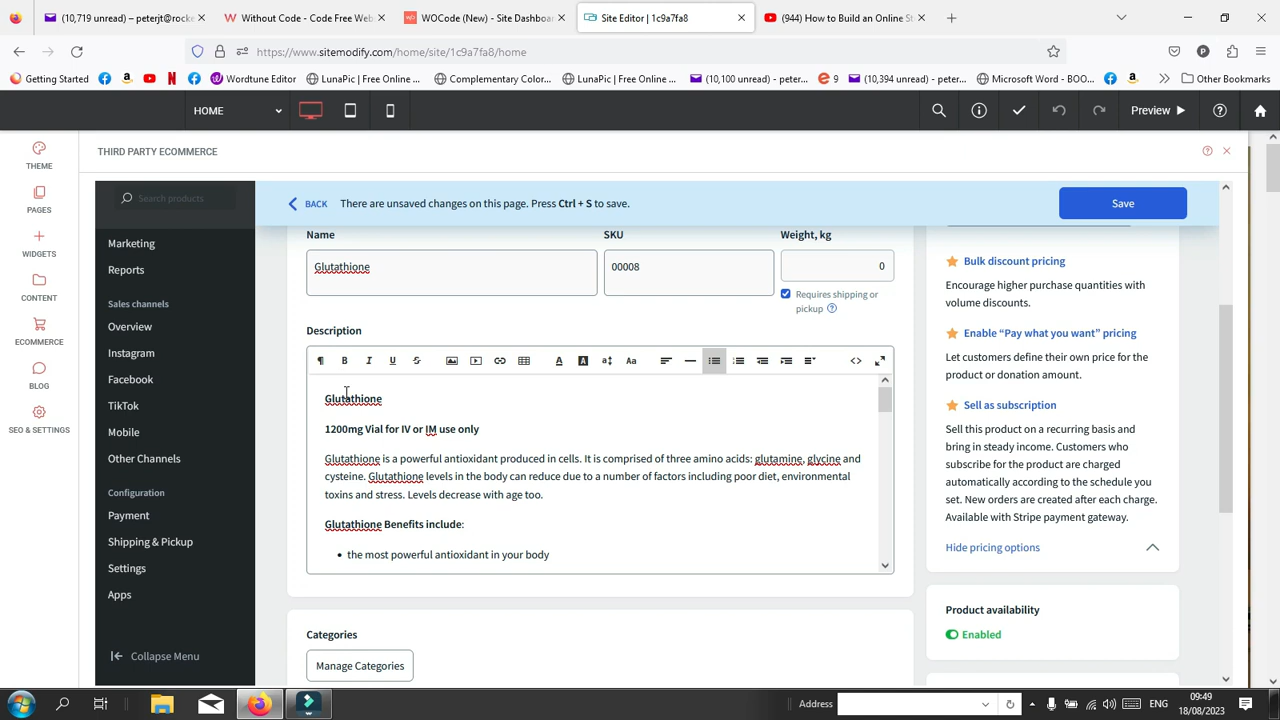 (10,719 unread) - peterjt@rocke
Without Code - Code Free Web
WOCode (New) - Site Dashboa
Site Editor | 1c9a7fa8
(944) How to Build an Online S
https://www.sitemodify.com/home/site/1c9a7fa8/home
Getting Started
Wordtune Editor
LunaPic | Free Online ...
Complementary Color...
LunaPic | Free Online ...
(10,100 unread) - peter...
9
(10,394 unread) - peter...
Microsoft Word - BOO...
Other Bookmarks
HOME
Preview
THEME
PAGES
WIDGETS
CONTENT
ECOMMERCE
BLOG
SEO & SETTINGS
THIRD PARTY ECOMMERCE
Search products
Marketing
Reports
Sales channels
Overview
Instagram
Facebook
TikTok
Mobile
Other Channels
Configuration
Payment
Shipping & Pickup
Settings
Apps
Collapse Menu
BACK There are unsaved changes on this page. Press Ctrl + S to save.
Save
Name SKU Weight, kg
Glutathione 00008 0
Requires shipping or
pickup
Description
Glutathione
1200mg Vial for IV or IM use only
Glutathione is a powerful antioxidant produced in cells. It is comprised of three amino acids: glutamine, glycine and
cysteine. Glutathione levels in the body can reduce due to a number of factors including poor diet, environmental
toxins and stress. Levels decrease with age too.
Glutathione Benefits include:
• the most powerful antioxidant in your body
Categories
Manage Categories
Bulk discount pricing
Encourage higher purchase quantities with
volume discounts.
Enable “Pay what you want” pricing
Let customers define their own price for the
product or donation amount.
Sell as subscription
Sell this product on a recurring basis and
bring in steady income. Customers who
subscribe for the product are charged
automatically according to the schedule you
set. New orders are created after each charge.
Available with Stripe payment gateway.
Hide pricing options
Product availability
Enabled
Address
ENG
09:49
18/08/2023